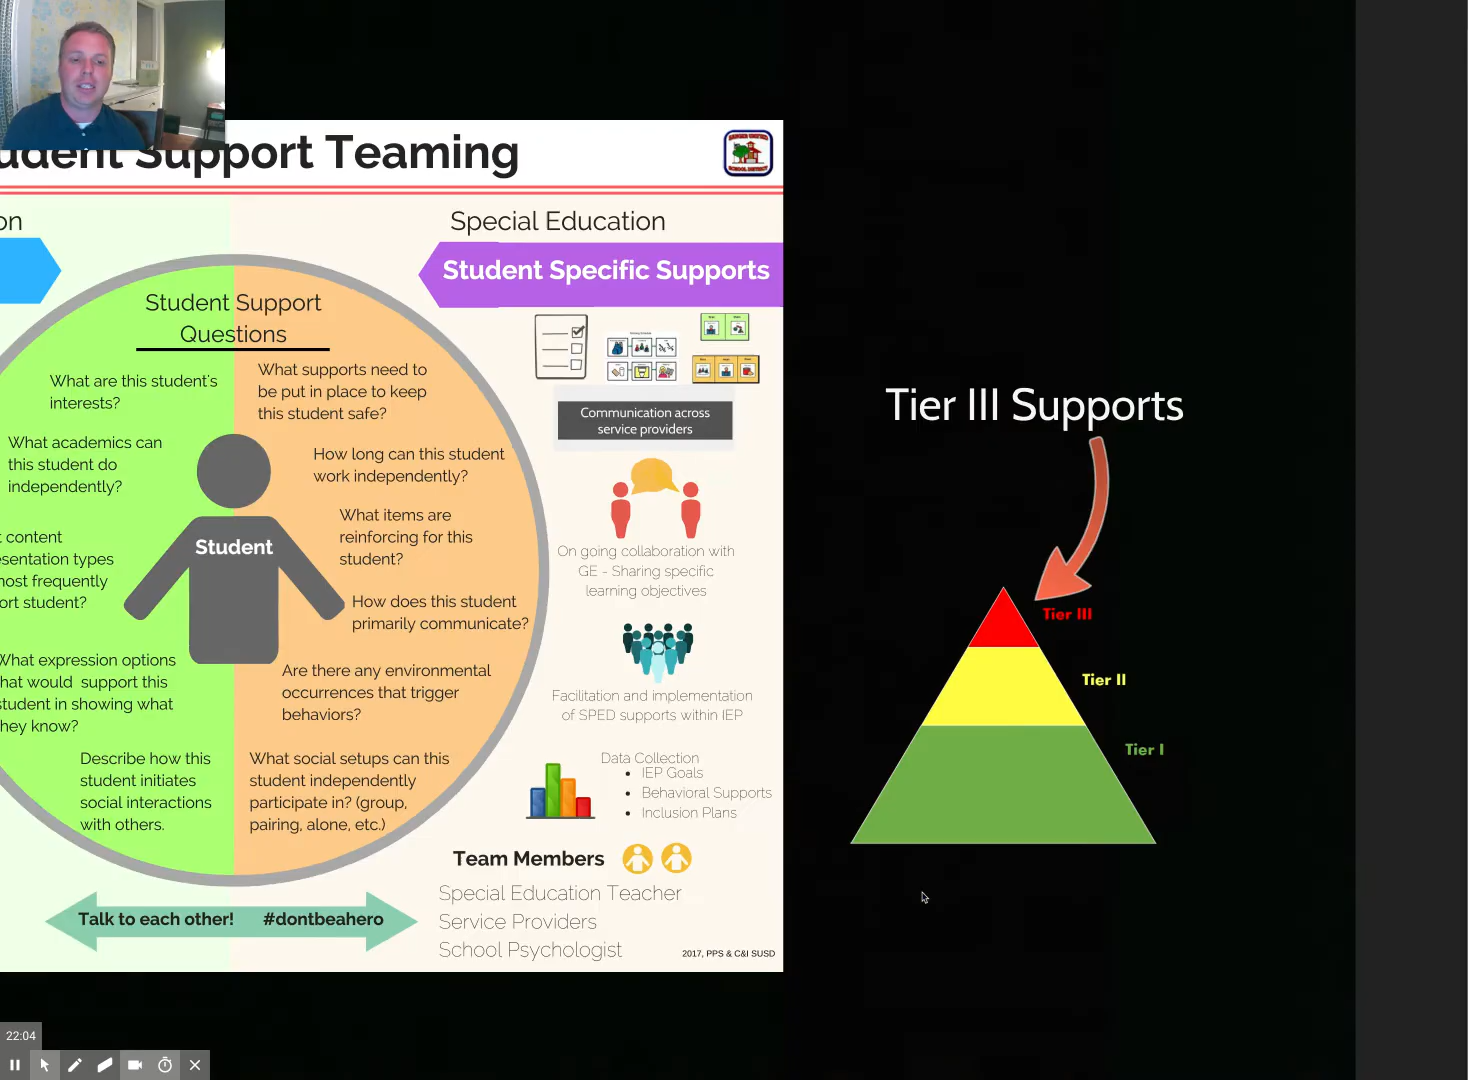 udent Support Teaming
SANGER UNIFIED
SCHOOL DISTRICT
on
Special Education
Student Specific Supports
Student Support
Questions
What are this student's
interests?
What academics can
this student do
independently?
t content
esentation types
most frequently
ort student?
What expression options
hat would support this
student in showing what
they know?
Describe how this
student initiates
social interactions
with others.
What supports need to
be put in place to keep
this student safe?
How long can this student
work independently?
What items are
reinforcing for this
student?
How does this student
primarily communicate?
Are there any environmental
occurrences that trigger
behaviors?
What social setups can this
student independently
participate in? (group,
pairing, alone, etc.)
Student
Communication across
service providers
On going collaboration with
GE - Sharing specific
learning objectives
Facilitation and implementation
of SPED supports within IEP
Data Collection
• IEP Goals
• Behavioral Supports
• Inclusion Plans
Team Members
Special Education Teacher
Service Providers
School Psychologist
Talk to each other! #dontbeahero
2017, PPS & C&I SUSD
Tier III Supports
Tier III
Tier II
Tier I
22:04